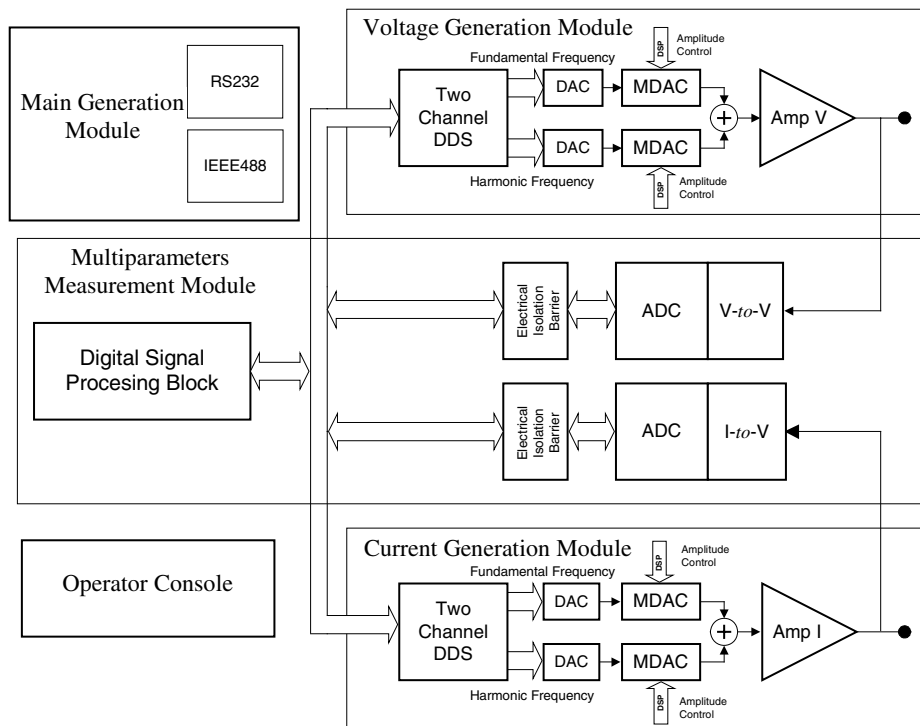 Main Generation
Module
RS232
IEEE488
Voltage Generation Module
DSP
Amplitude
Control
Fundamental Frequency
Two
Channel
DDS
DAC
MDAC
DAC
MDAC
+
Amp V
Harmonic Frequency
DSP
Amplitude
Control
Multiparameters
Measurement Module
Electrical
Isolation
Barrier
ADC
V-to-V
Digital Signal
Procesing Block
Electrical
Isolation
Barrier
ADC
I-to-V
Operator Console
Current Generation Module
DSP
Amplitude
Control
Fundamental Frequency
Two
Channel
DDS
DAC
MDAC
DAC
MDAC
+
Amp I
Harmonic Frequency
DSP
Amplitude
Control